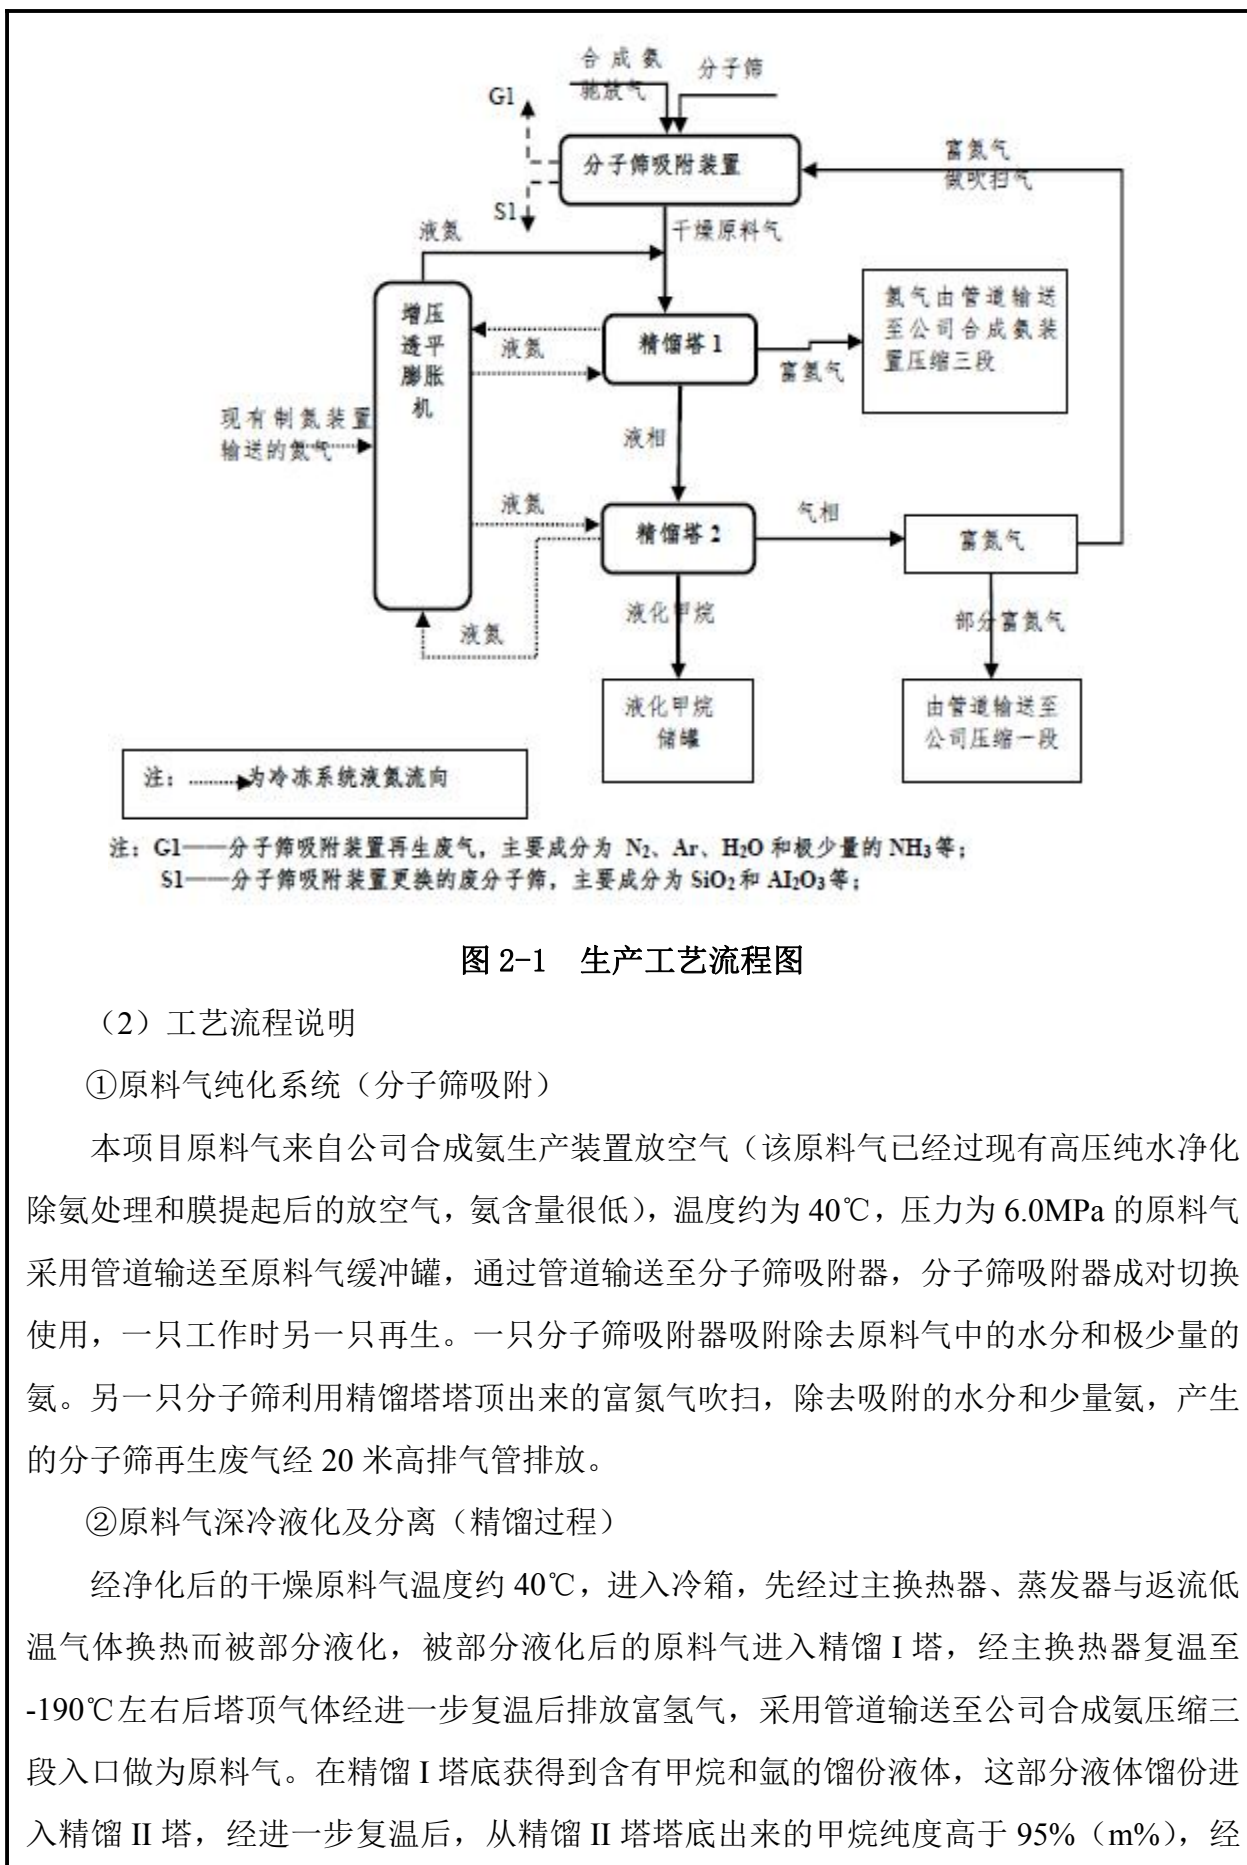 合成氨
驰放气
分子筛
G1
分子筛吸附装置
富氮气
做吹扫气
S1
干燥原料气
液氮
增压
透平
膨胀
机
液氮
精馏塔 1
富氢气
氢气由管道输送
至公司合成氨装
置压缩三段
现有制氮装置
输送的氮气
液相
液氮
精馏塔 2
气相
富氮气
液氮
液化甲烷
部分富氮气
液化甲烷
储罐
由管道输送至
公司压缩一段
注：为冷冻系统液氮流向
注：G1——分子筛吸附装置再生废气，主要成分为 N₂、Ar、H₂O 和极少量的 NH₃等；
S1——分子筛吸附装置更换的废分子筛，主要成分为 SiO₂和 Al₂O₃等；
图 2-1 生产工艺流程图
（2）工艺流程说明
①原料气纯化系统（分子筛吸附）
本项目原料气来自公司合成氨生产装置放空气（该原料气已经过现有高压纯水净化
除氨处理和膜提起后的放空气，氨含量很低），温度约为 40℃，压力为 6.0MPa 的原料气
采用管道输送至原料气缓冲罐，通过管道输送至分子筛吸附器，分子筛吸附器成对切换
使用，一只工作时另一只再生。一只分子筛吸附器吸附除去原料气中的水分和极少量的
氨。另一只分子筛利用精馏塔塔顶出来的富氮气吹扫，除去吸附的水分和少量氨，产生
的分子筛再生废气经 20 米高排气管排放。
②原料气深冷液化及分离（精馏过程）
经净化后的干燥原料气温度约 40℃，进入冷箱，先经过主换热器、蒸发器与返流低
温气体换热而被部分液化，被部分液化后的原料气进入精馏 I 塔，经主换热器复温至
-190℃左右后塔顶气体经进一步复温后排放富氢气，采用管道输送至公司合成氨压缩三
段入口做为原料气。在精馏 I 塔底获得到含有甲烷和氩的馏份液体，这部分液体馏份进
入精馏 II 塔，经进一步复温后，从精馏 II 塔塔底出来的甲烷纯度高于 95%（m%），经